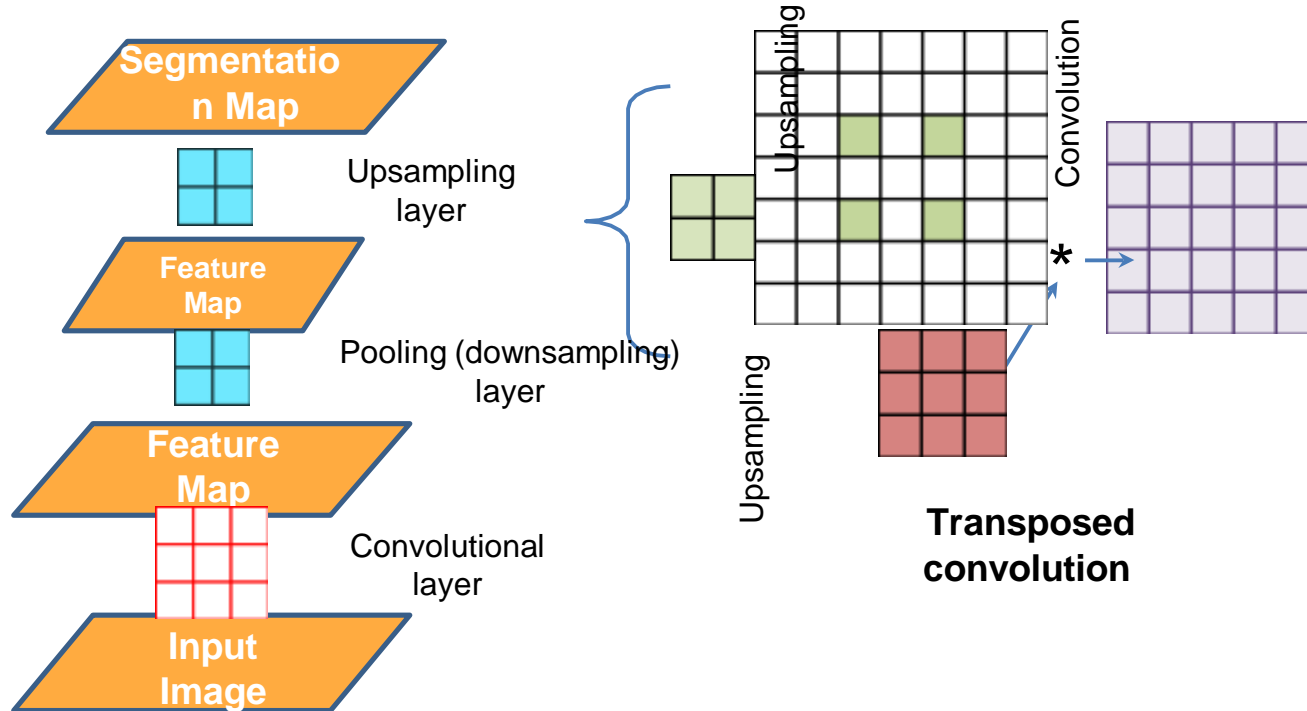 Segmentatio
n Map
Upsampling
layer
Feature
Map
Pooling (downsampling)
layer
Feature
Map
Convolutional
layer
Input
Image
Upsampling
Convolution
*
Upsampling
Transposed
convolution